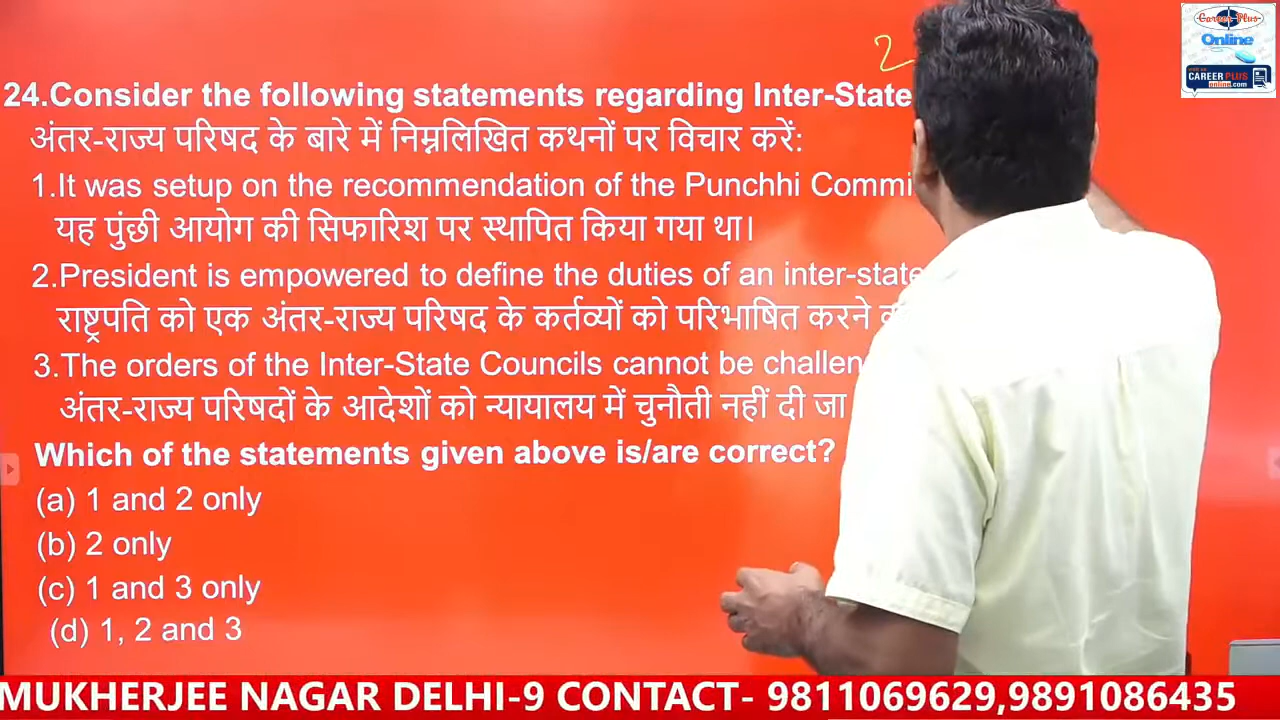 2
Career Plus
Online
CAREER PLUS
online.com
24.Consider the following statements regarding Inter-State
अंतर-राज्य परिषद के बारे में निम्नलिखित कथनों पर विचार करें:
1.It was setup on the recommendation of the Punchhi Commi
यह पुंछी आयोग की सिफारिश पर स्थापित किया गया था।
2.President is empowered to define the duties of an inter-state
राष्ट्रपति को एक अंतर-राज्य परिषद के कर्तव्यों को परिभाषित करने
3.The orders of the Inter-State Councils cannot be challen
अंतर-राज्य परिषदों के आदेशों को न्यायालय में चुनौती नहीं दी जा
Which of the statements given above is/are correct?
(a) 1 and 2 only
(b) 2 only
(c) 1 and 3 only
(d) 1, 2 and 3
MUKHERJEE NAGAR DELHI-9 CONTACT- 9811069629,9891086435